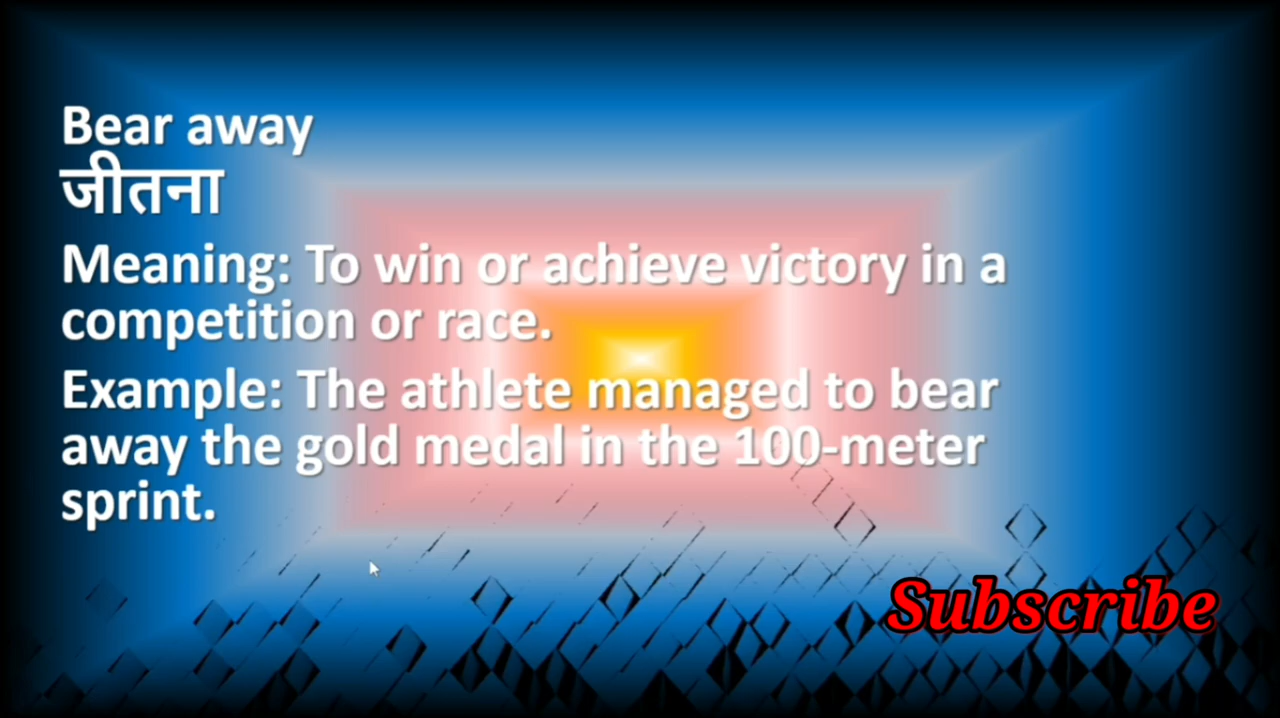 Bear away
जीतना
Meaning: To win or achieve victory in a
competition or race.
Example: The athlete managed to bear
away the gold medal in the 100-meter
sprint.
Subscribe